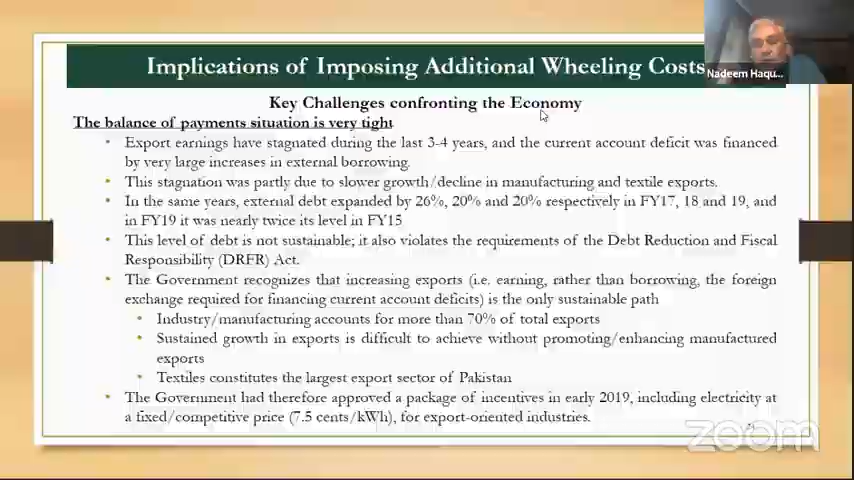 Implications of Imposing Additional Wheeling Costs
Nadeem Haqu...
Key Challenges confronting the Economy
The balance of payments situation is very tight
• Export earnings have stagnated during the last 3-4 years, and the current account deficit was financed
by very large increases in external borrowing.
• This stagnation was partly due to slower growth/decline in manufacturing and textile exports.
• In the same years, external debt expanded by 26%, 20% and 20% respectively in FY17, 18 and 19, and
in FY19 it was nearly twice its level in FY15
• This level of debt is not sustainable; it also violates the requirements of the Debt Reduction and Fiscal
Responsibility (DRFR) Act.
• The Government recognizes that increasing exports (i.e. earning, rather than borrowing, the foreign
exchange required for financing current account deficits) is the only sustainable path
• Industry/manufacturing accounts for more than 70% of total exports
• Sustained growth in exports is difficult to achieve without promoting/enhancing manufactured
exports
• Textiles constitutes the largest export sector of Pakistan
• The Government had therefore approved a package of incentives in early 2019, including electricity at
a fixed/competitive price (7.5 cents/kWh), for export-oriented industries.
zoom